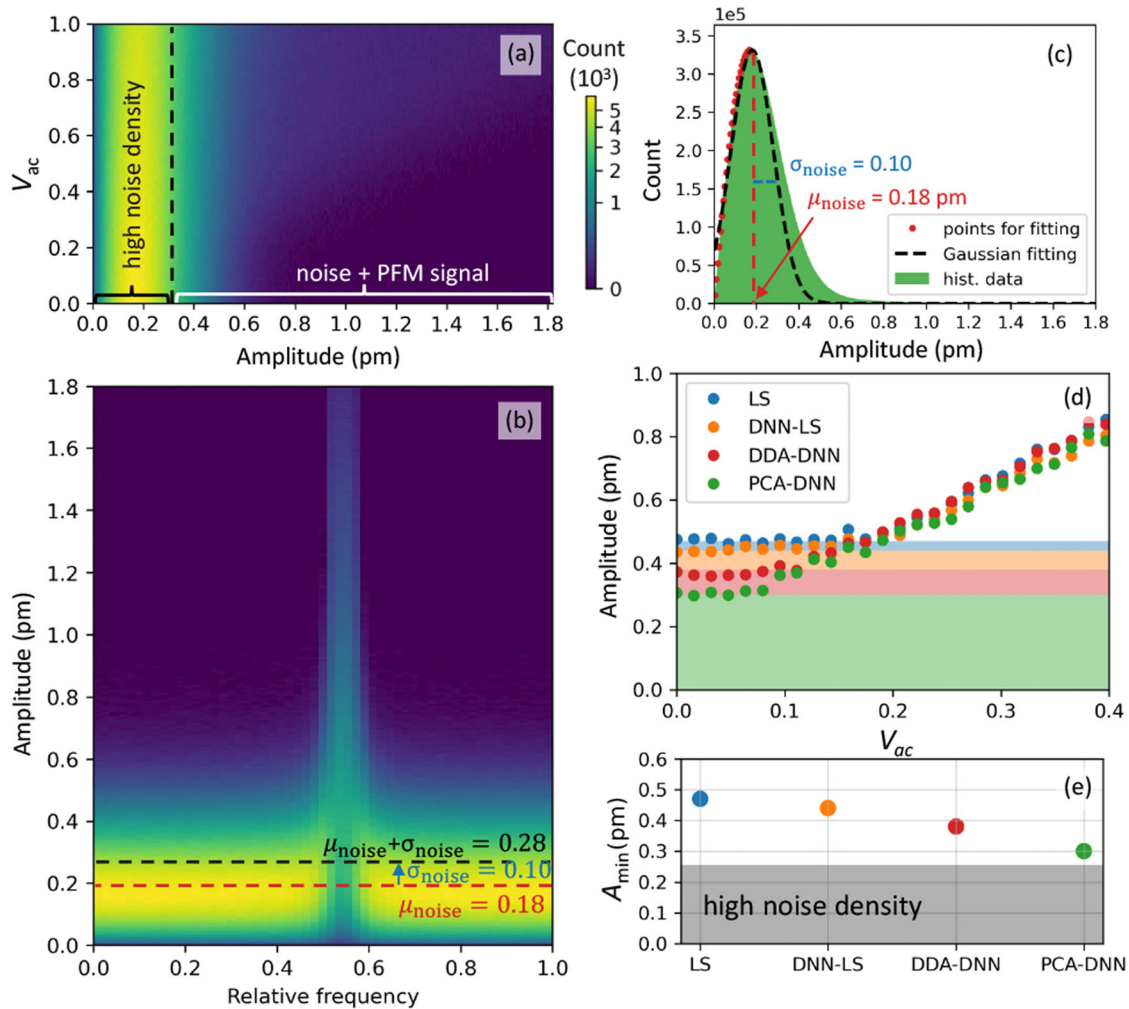 1.0
0.8
0.6
0.4
0.2
0.0
V_ac
high noise density
(a)
noise + PFM signal
0.0 0.2 0.4 0.6 0.8 1.0 1.2 1.4 1.6 1.8
Amplitude (pm)
Count
(10³)
5
4
3
2
1
0
1e5
3.5
3.0
2.5
2.0
1.5
1.0
0.5
0.0
Count
(c)
σnoise = 0.10
μnoise = 0.18 pm
points for fitting
Gaussian fitting
hist. data
0.0 0.2 0.4 0.6 0.8 1.0 1.2 1.4 1.6 1.8
Amplitude (pm)
1.8
1.6
1.4
1.2
1.0
0.8
0.6
0.4
0.2
0.0
Amplitude (pm)
(b)
μnoise+σnoise = 0.28
σnoise = 0.10
μnoise = 0.18
0.0 0.2 0.4 0.6 0.8 1.0
Relative frequency
1.0
0.8
0.6
0.4
0.2
0.0
Amplitude (pm)
LS
DNN-LS
DDA-DNN
PCA-DNN
(d)
0.0 0.1 0.2 0.3 0.4
V_ac
0.6
0.5
0.4
0.3
0.2
0.1
0.0
A_min (pm)
(e)
high noise density
LS DNN-LS DDA-DNN PCA-DNN